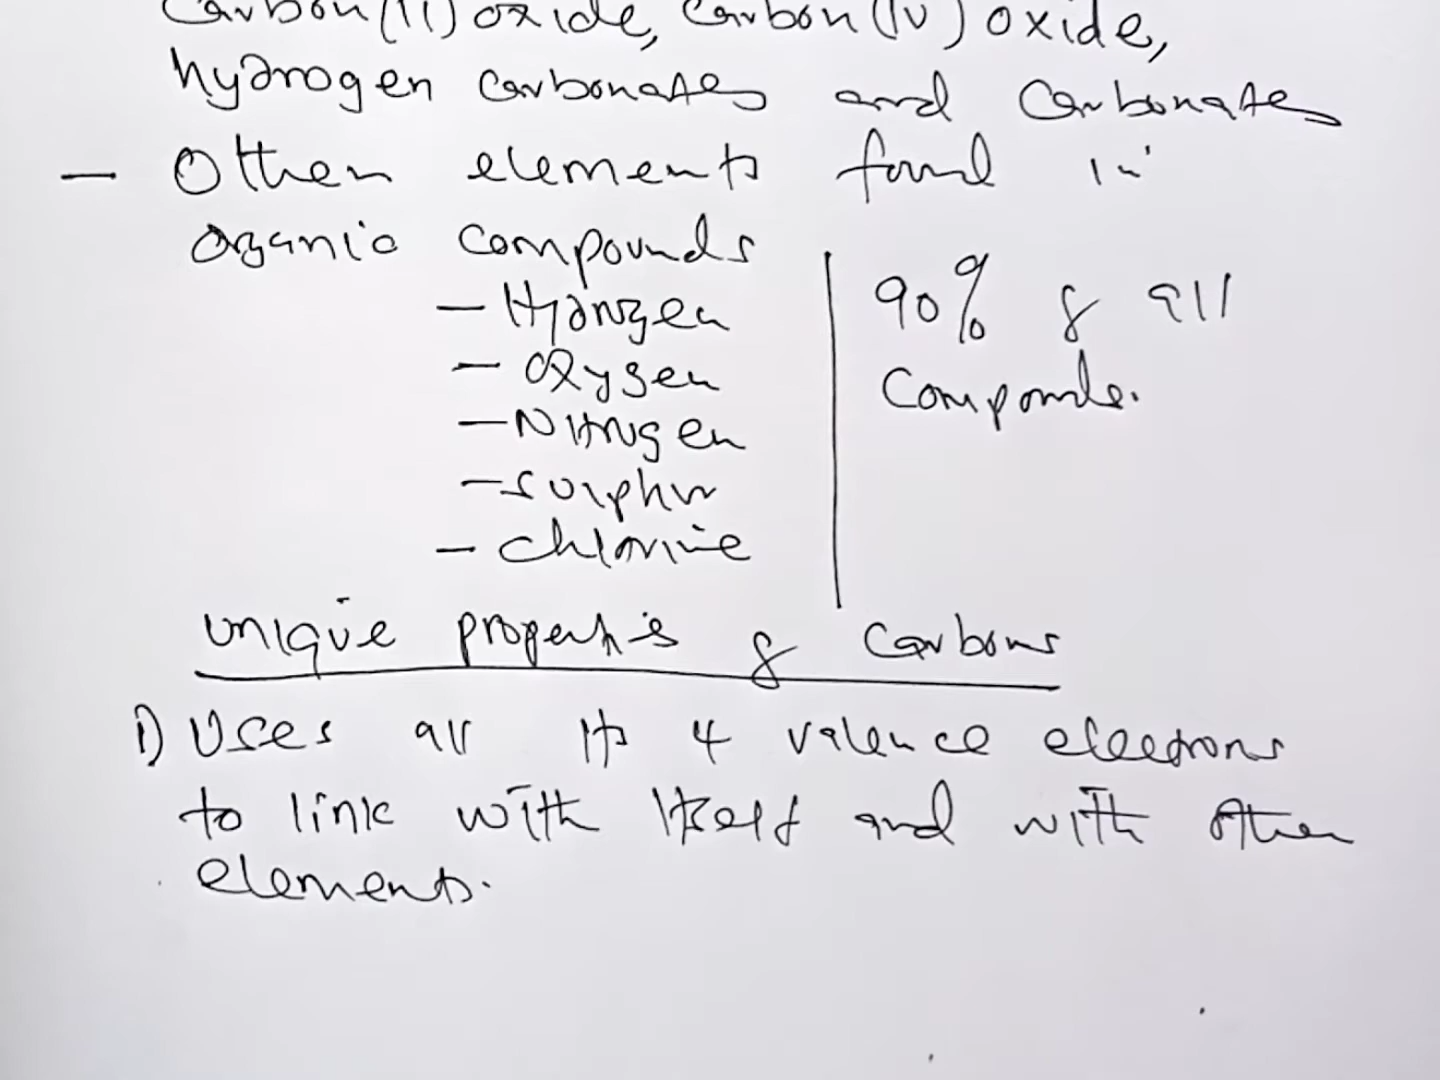 Carbon(II) oxide, Carbon(IV) oxide,
hydrogen carbonates and Carbonates
— Other elements found in
organic compounds
— Hydrogen
— Oxygen
— Nitrogen
— Sulphur
— Chlorine
90% of all
Compounds.
Unique properties of Carbons
1) Uses all its 4 valence electrons
to link with itself and with other
elements.